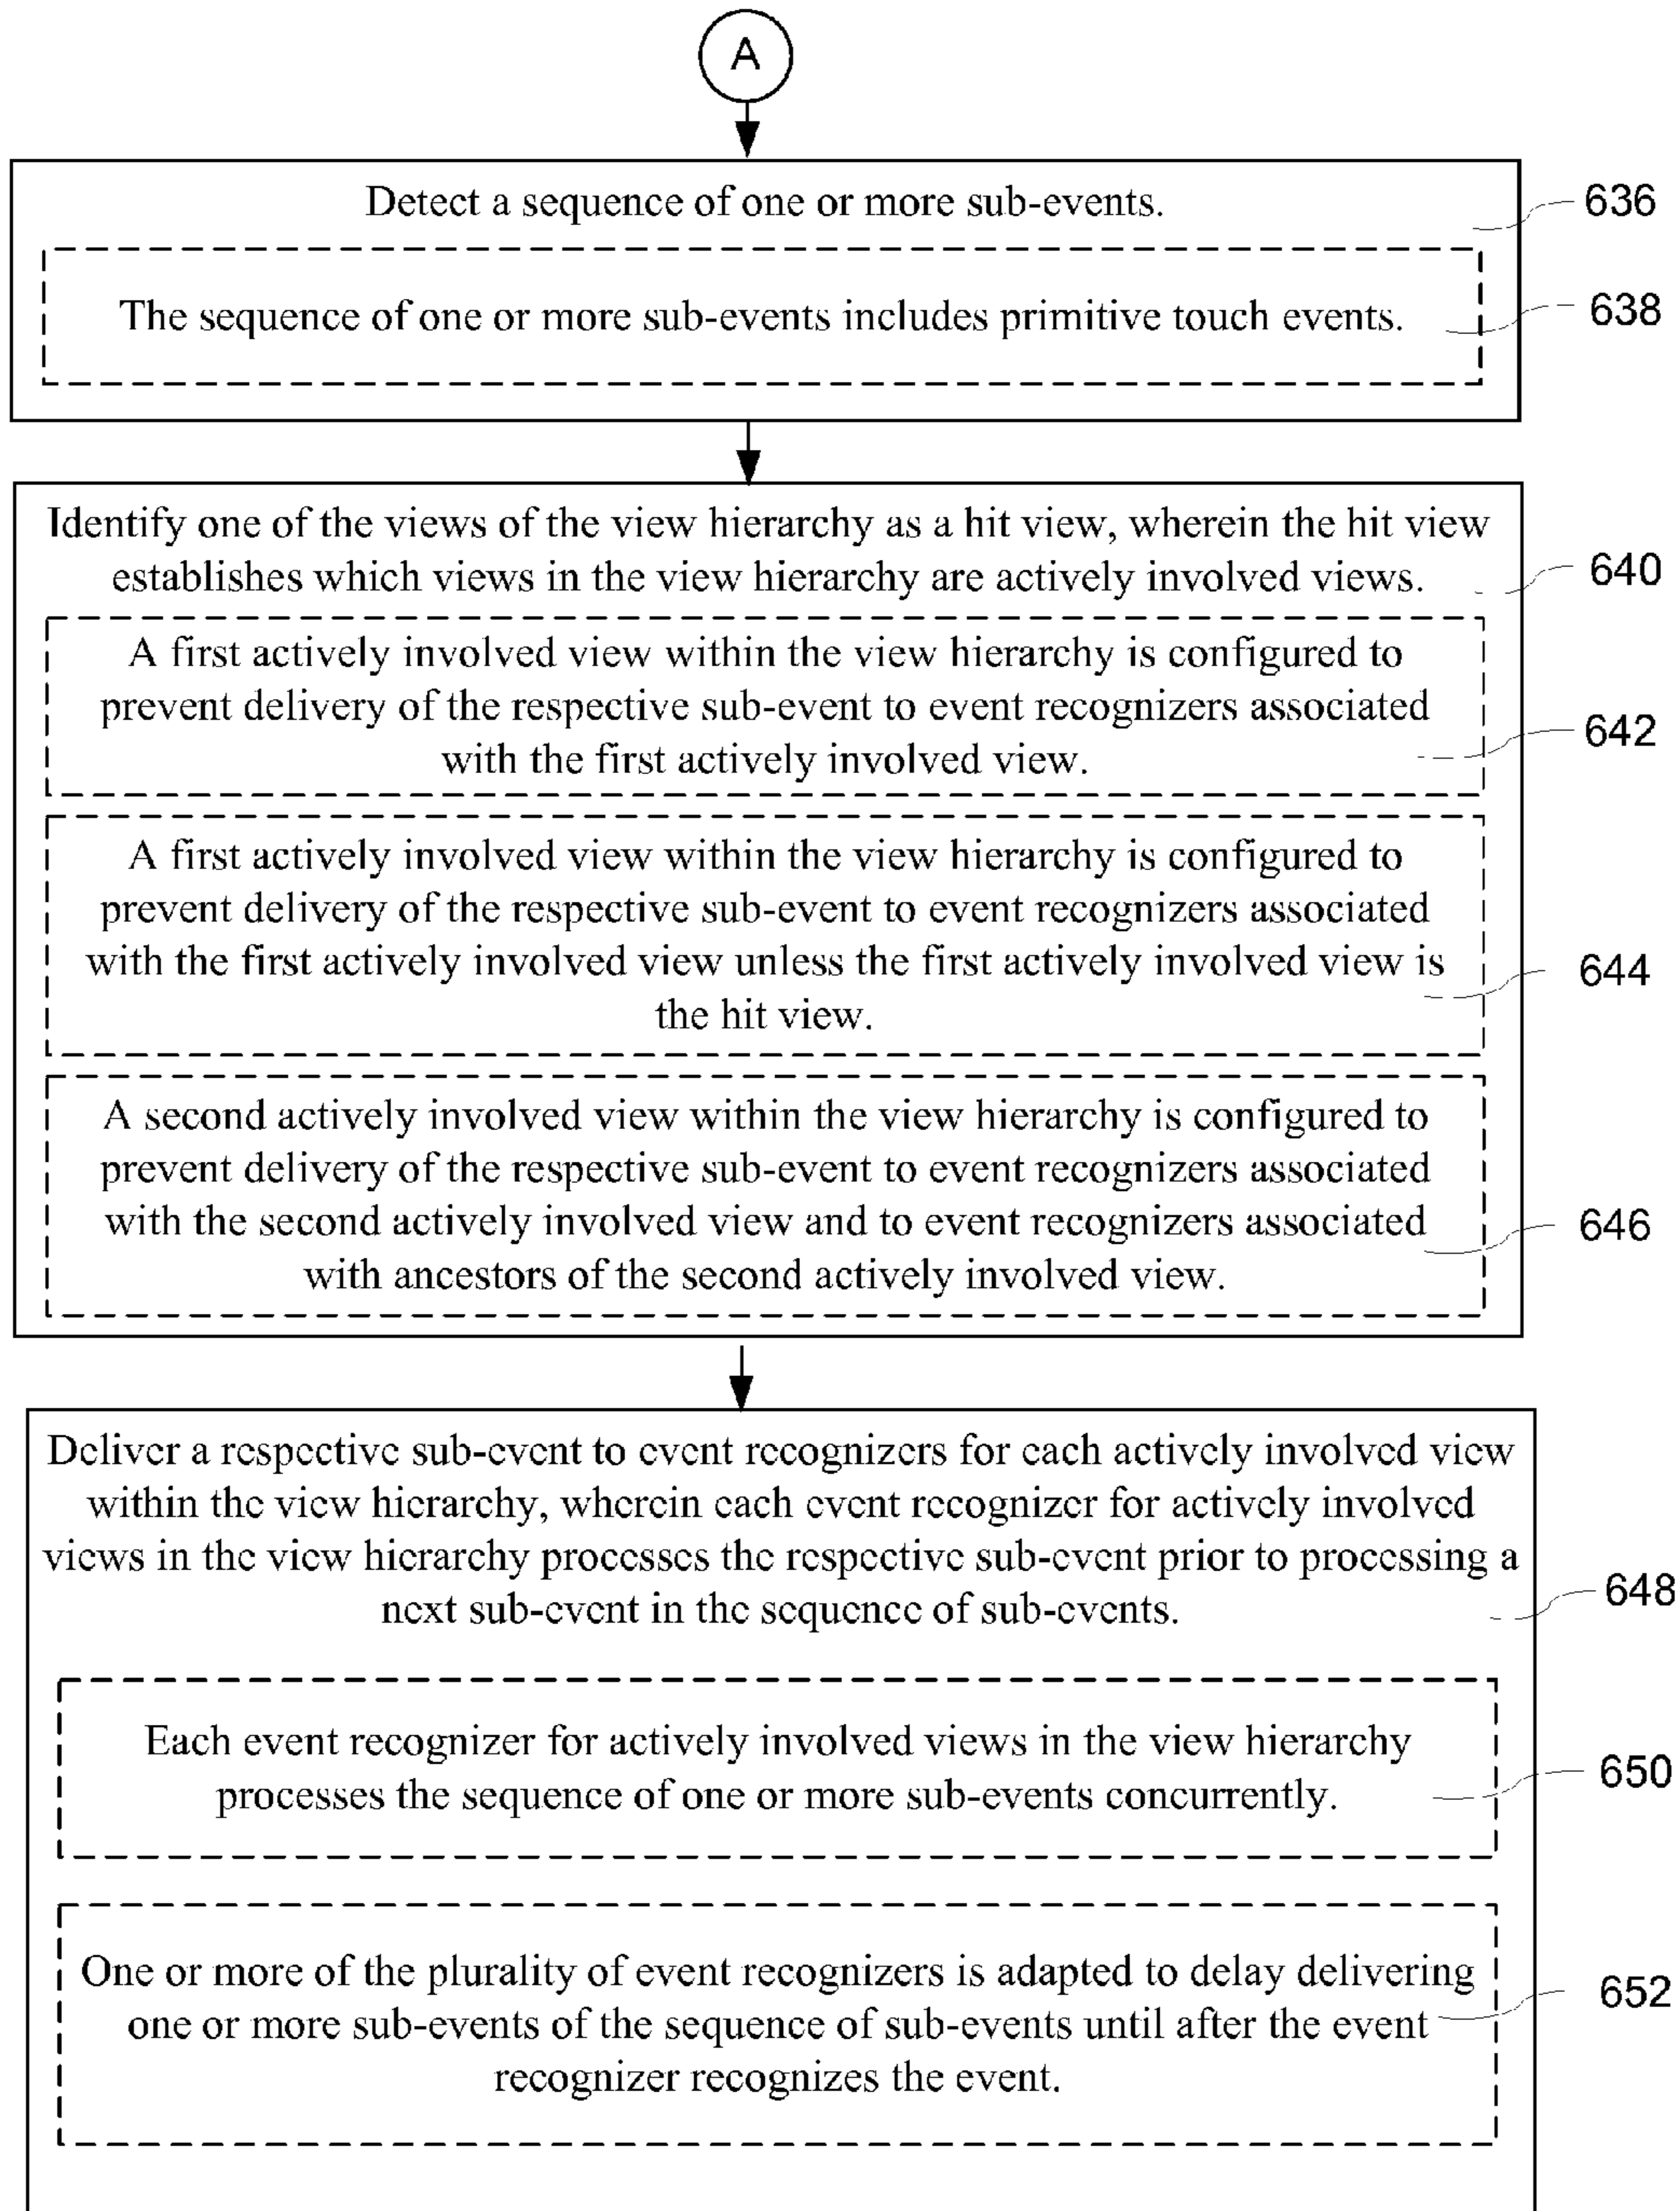 A
Detect a sequence of one or more sub-events.
636
The sequence of one or more sub-events includes primitive touch events.
638
Identify one of the views of the view hierarchy as a hit view, wherein the hit view
establishes which views in the view hierarchy are actively involved views.
640
A first actively involved view within the view hierarchy is configured to
prevent delivery of the respective sub-event to event recognizers associated
with the first actively involved view.
642
A first actively involved view within the view hierarchy is configured to
prevent delivery of the respective sub-event to event recognizers associated
with the first actively involved view unless the first actively involved view is
the hit view.
644
A second actively involved view within the view hierarchy is configured to
prevent delivery of the respective sub-event to event recognizers associated
with the second actively involved view and to event recognizers associated
with ancestors of the second actively involved view.
646
Deliver a respective sub-event to event recognizers for each actively involved view
within the view hierarchy, wherein each event recognizer for actively involved
views in the view hierarchy processes the respective sub-event prior to processing a
next sub-event in the sequence of sub-events.
648
Each event recognizer for actively involved views in the view hierarchy
processes the sequence of one or more sub-events concurrently.
650
One or more of the plurality of event recognizers is adapted to delay delivering
one or more sub-events of the sequence of sub-events until after the event
recognizer recognizes the event.
652